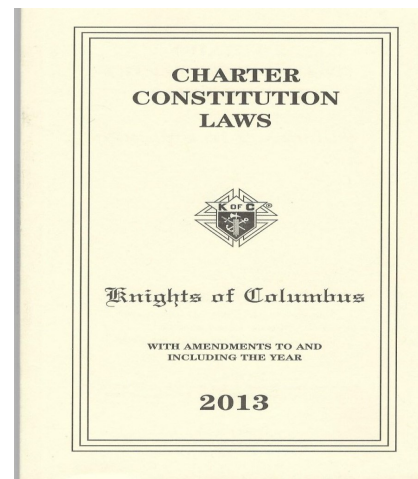 CHARTER
CONSTITUTION
LAWS
K OF C ®
Knights of Columbus
WITH AMENDMENTS TO AND
INCLUDING THE YEAR
2013